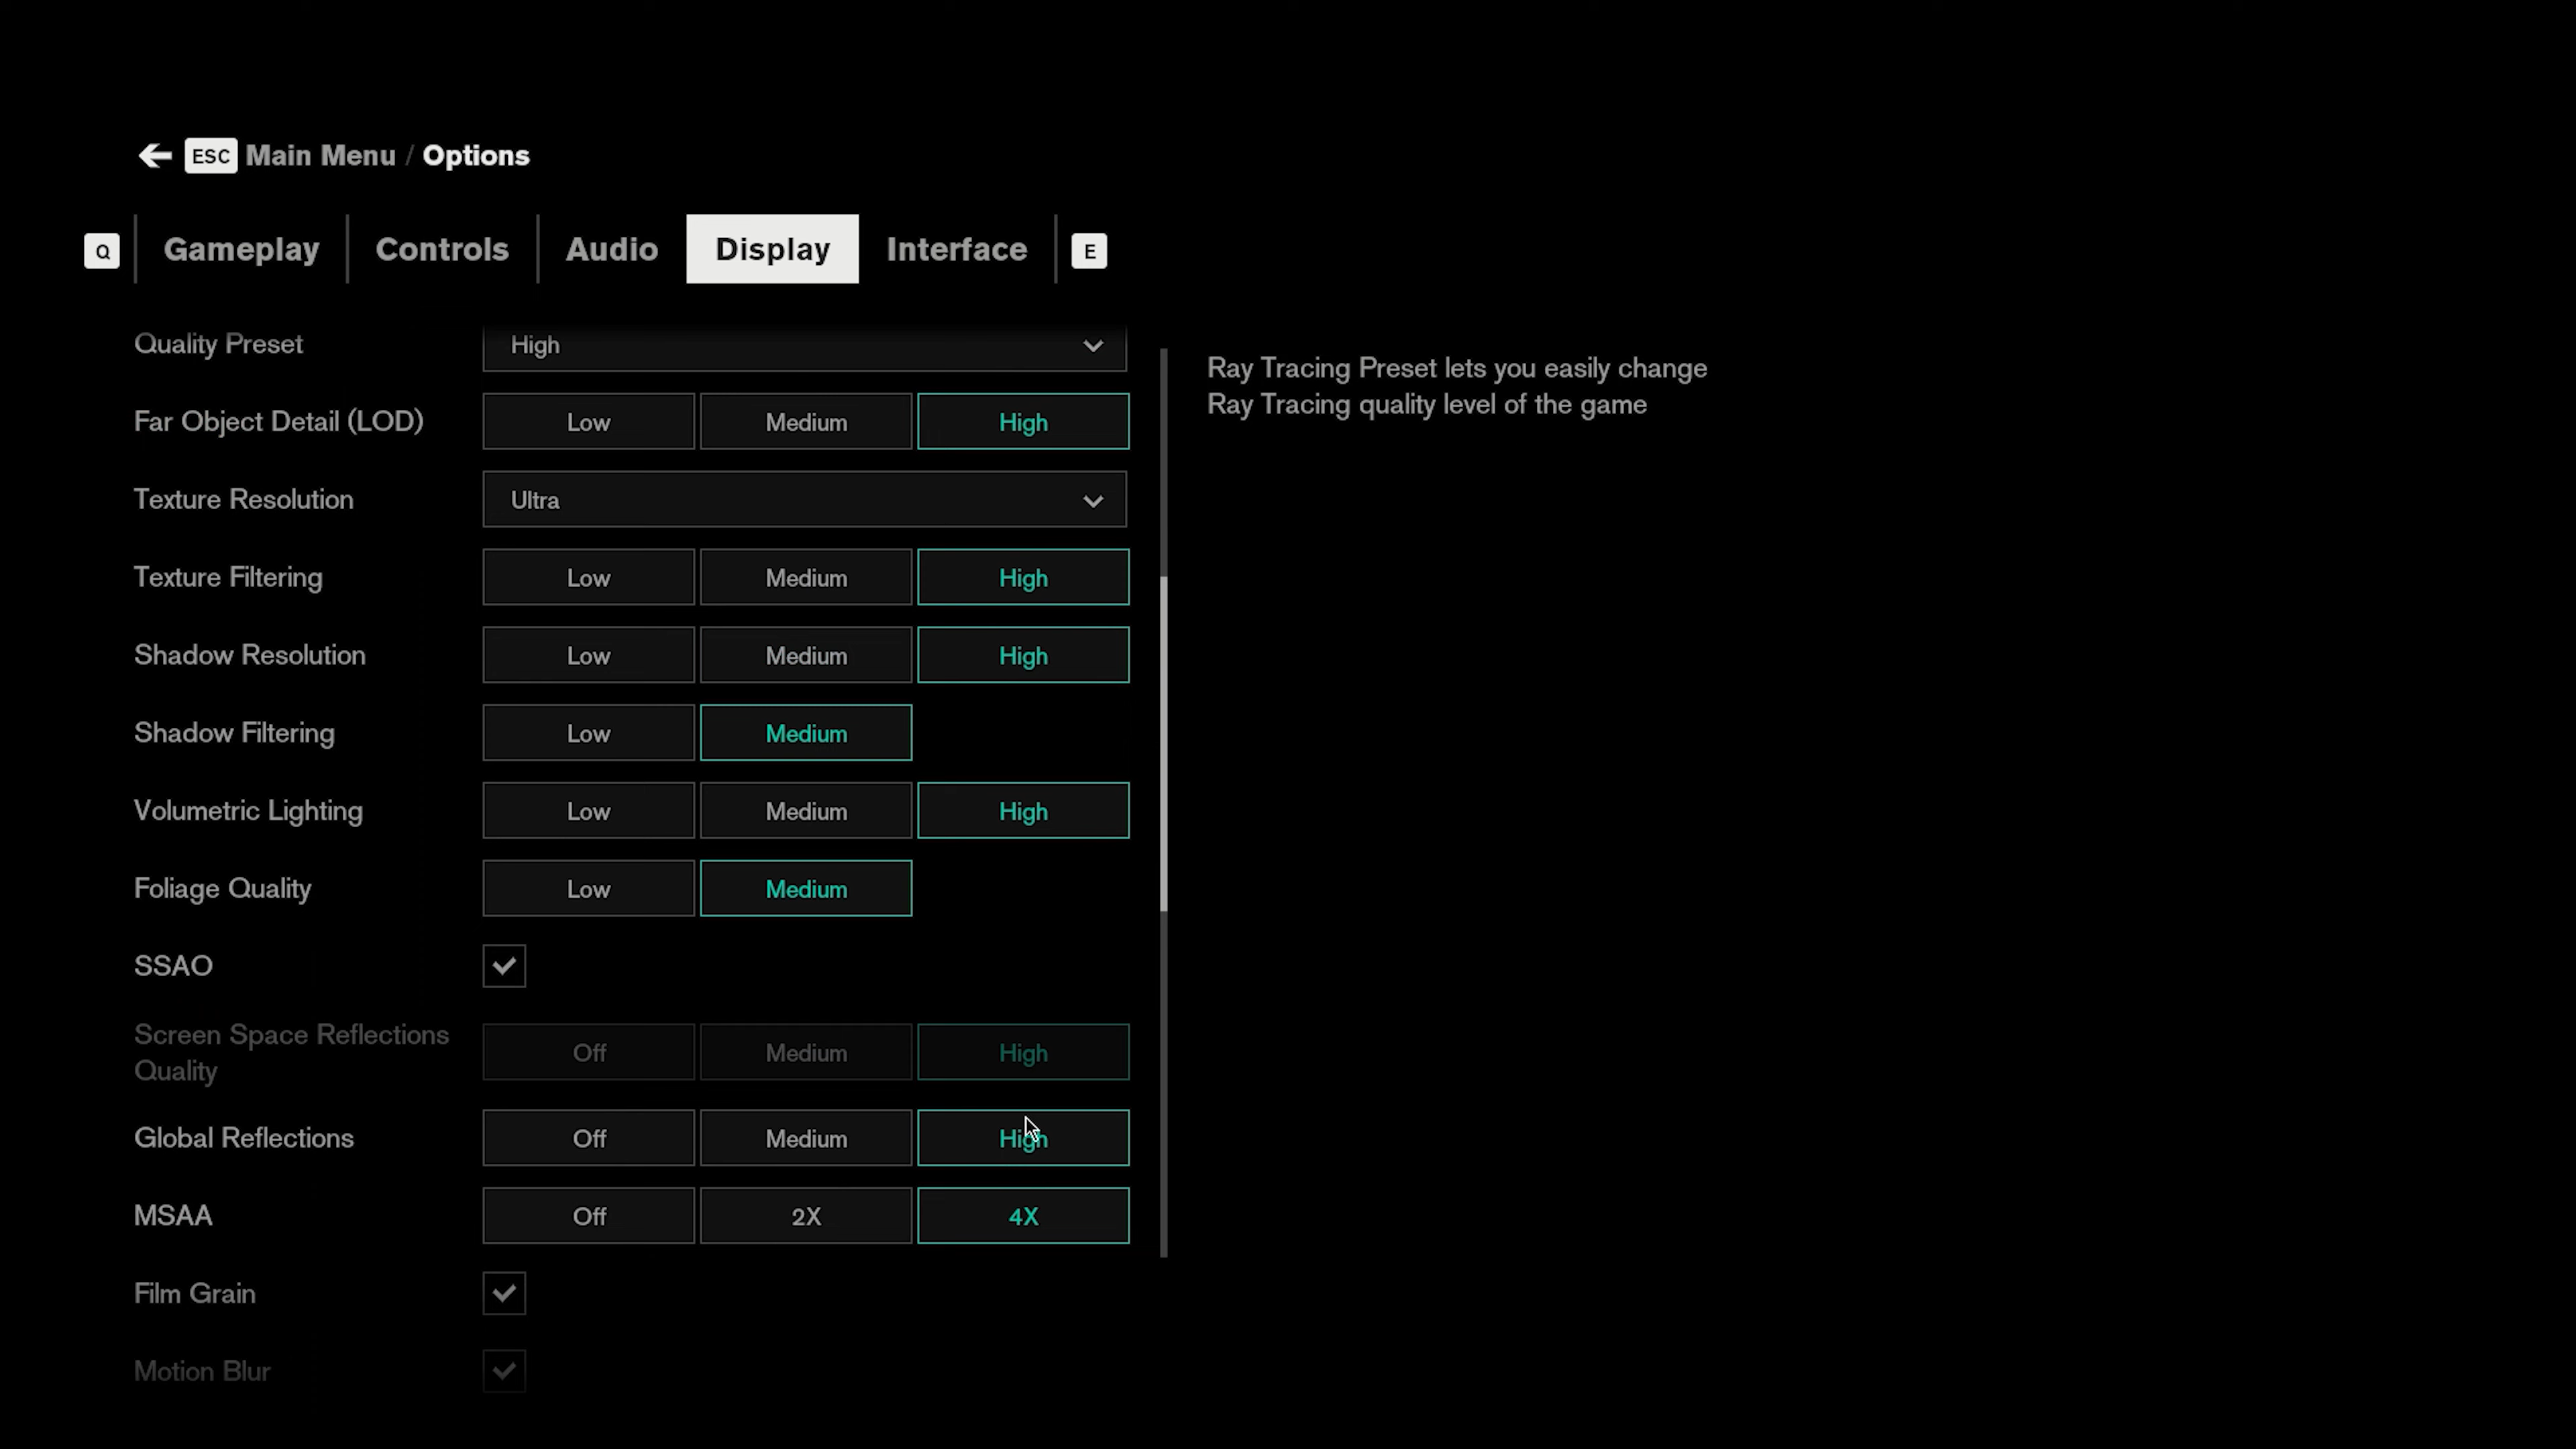 ESC Main Menu / Options
Q Gameplay Controls Audio Display Interface E
Quality Preset High
Ray Tracing Preset lets you easily change
Ray Tracing quality level of the game
Far Object Detail (LOD) Low Medium High
Texture Resolution Ultra
Texture Filtering Low Medium High
Shadow Resolution Low Medium High
Shadow Filtering Low Medium
Volumetric Lighting Low Medium High
Foliage Quality Low Medium
SSAO
Screen Space Reflections
Quality Off Medium High
Global Reflections Off Medium High
MSAA Off 2X 4X
Film Grain
Motion Blur